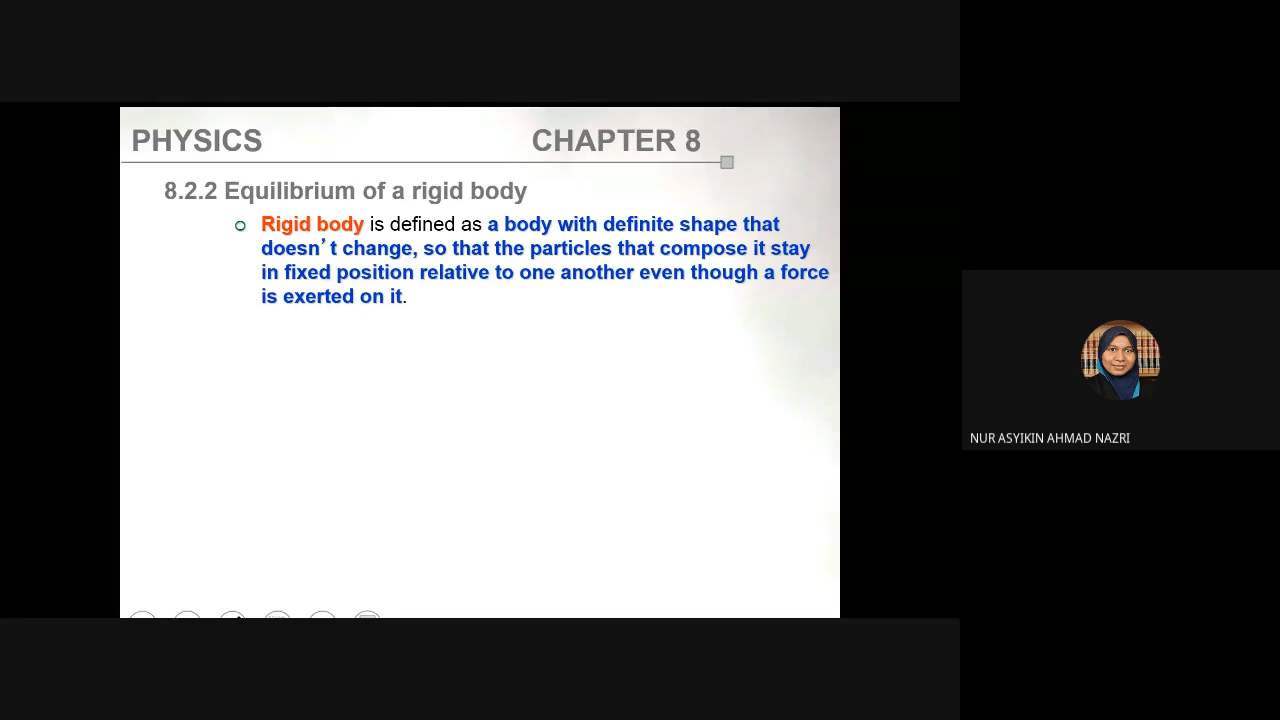 PHYSICS CHAPTER 8
8.2.2 Equilibrium of a rigid body
Rigid body is defined as a body with definite shape that
doesn’t change, so that the particles that compose it stay
in fixed position relative to one another even though a force
is exerted on it.
NUR ASYIKIN AHMAD NAZRI